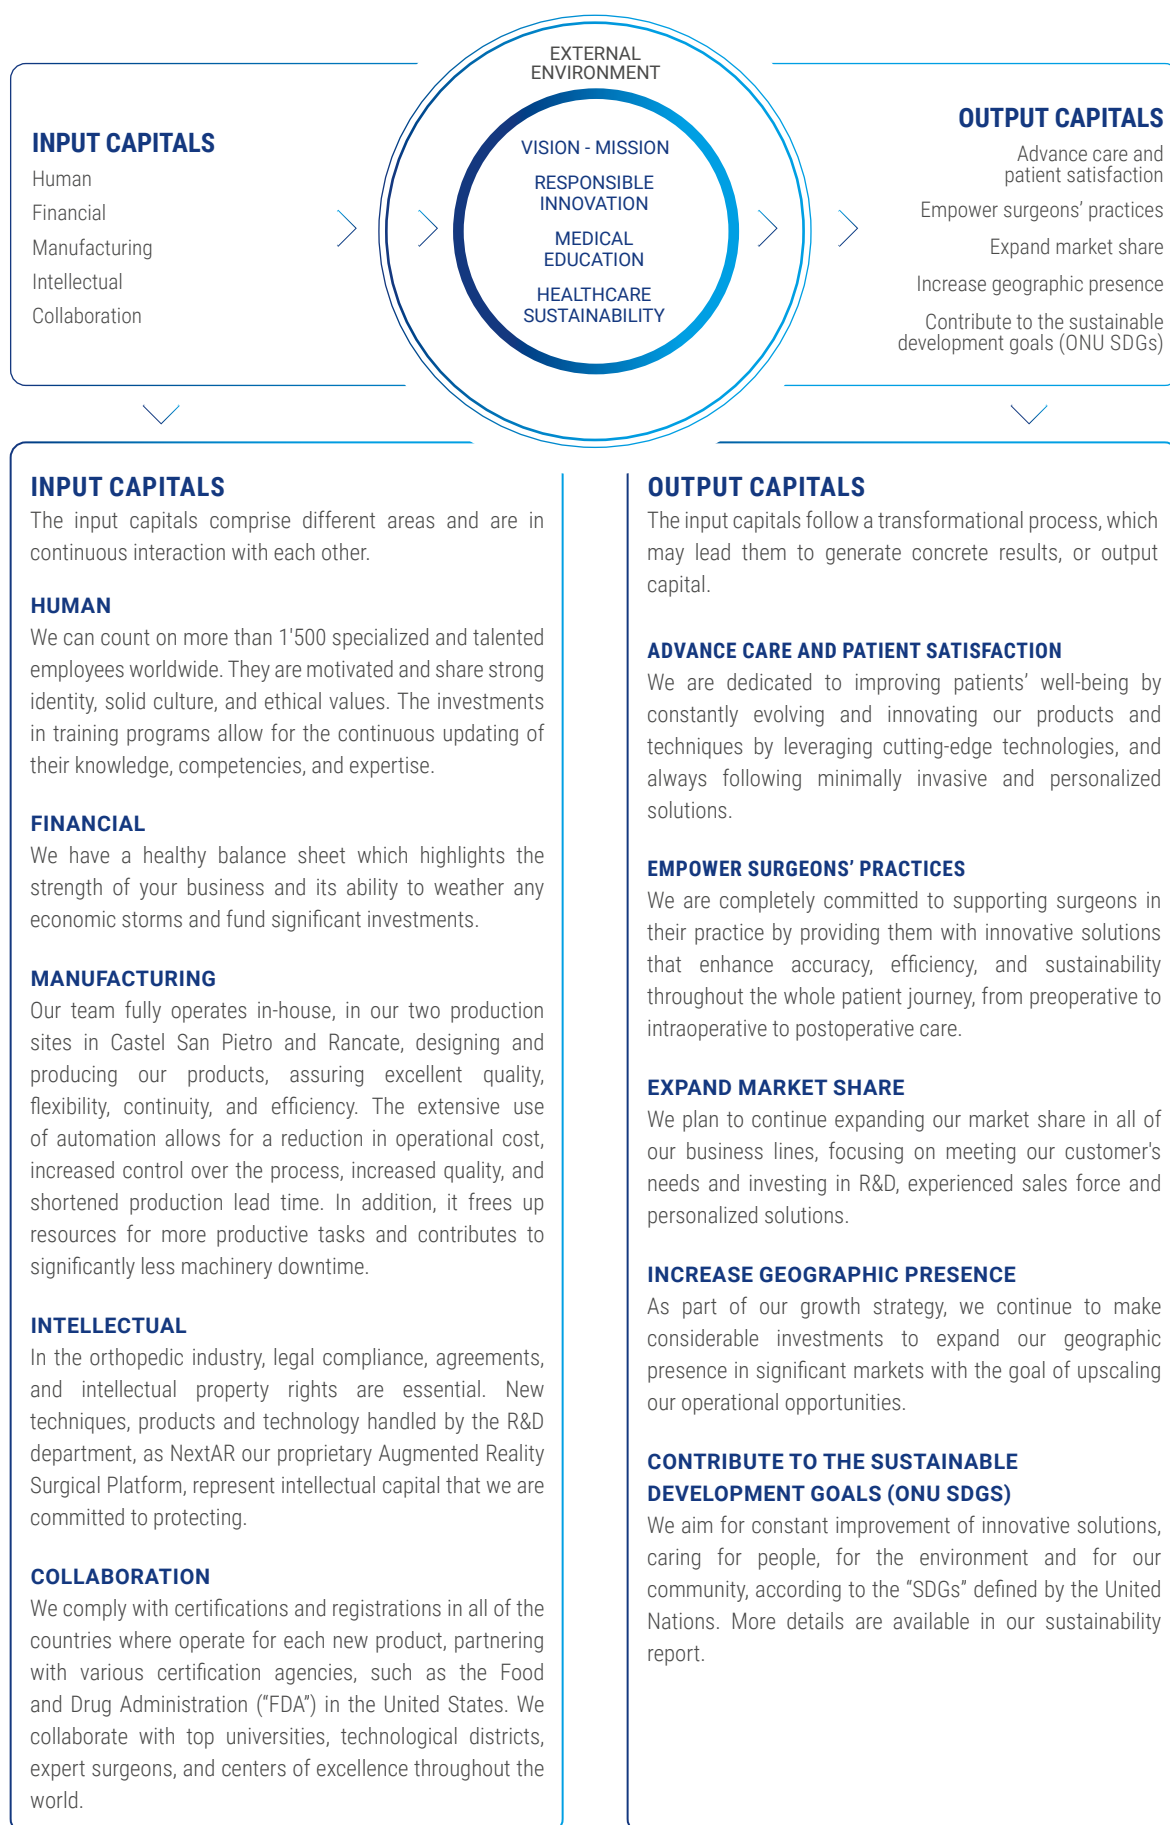 EXTERNAL
ENVIRONMENT
INPUT CAPITALS
Human
Financial
Manufacturing
Intellectual
Collaboration
VISION - MISSION
RESPONSIBLE
INNOVATION
MEDICAL
EDUCATION
HEALTHCARE
SUSTAINABILITY
OUTPUT CAPITALS
Advance care and
patient satisfaction
Empower surgeons’ practices
Expand market share
Increase geographic presence
Contribute to the sustainable
development goals (ONU SDGs)
INPUT CAPITALS
The input capitals comprise different areas and are in
continuous interaction with each other.
HUMAN
We can count on more than 1'500 specialized and talented
employees worldwide. They are motivated and share strong
identity, solid culture, and ethical values. The investments
in training programs allow for the continuous updating of
their knowledge, competencies, and expertise.
FINANCIAL
We have a healthy balance sheet which highlights the
strength of your business and its ability to weather any
economic storms and fund significant investments.
MANUFACTURING
Our team fully operates in-house, in our two production
sites in Castel San Pietro and Rancate, designing and
producing our products, assuring excellent quality,
flexibility, continuity, and efficiency. The extensive use
of automation allows for a reduction in operational cost,
increased control over the process, increased quality, and
shortened production lead time. In addition, it frees up
resources for more productive tasks and contributes to
significantly less machinery downtime.
INTELLECTUAL
In the orthopedic industry, legal compliance, agreements,
and intellectual property rights are essential. New
techniques, products and technology handled by the R&D
department, as NextAR our proprietary Augmented Reality
Surgical Platform, represent intellectual capital that we are
committed to protecting.
COLLABORATION
We comply with certifications and registrations in all of the
countries where operate for each new product, partnering
with various certification agencies, such as the Food
and Drug Administration (“FDA”) in the United States. We
collaborate with top universities, technological districts,
expert surgeons, and centers of excellence throughout the
world.
OUTPUT CAPITALS
The input capitals follow a transformational process, which
may lead them to generate concrete results, or output
capital.
ADVANCE CARE AND PATIENT SATISFACTION
We are dedicated to improving patients’ well-being by
constantly evolving and innovating our products and
techniques by leveraging cutting-edge technologies, and
always following minimally invasive and personalized
solutions.
EMPOWER SURGEONS’ PRACTICES
We are completely committed to supporting surgeons in
their practice by providing them with innovative solutions
that enhance accuracy, efficiency, and sustainability
throughout the whole patient journey, from preoperative to
intraoperative to postoperative care.
EXPAND MARKET SHARE
We plan to continue expanding our market share in all of
our business lines, focusing on meeting our customer's
needs and investing in R&D, experienced sales force and
personalized solutions.
INCREASE GEOGRAPHIC PRESENCE
As part of our growth strategy, we continue to make
considerable investments to expand our geographic
presence in significant markets with the goal of upscaling
our operational opportunities.
CONTRIBUTE TO THE SUSTAINABLE
DEVELOPMENT GOALS (ONU SDGS)
We aim for constant improvement of innovative solutions,
caring for people, for the environment and for our
community, according to the “SDGs” defined by the United
Nations. More details are available in our sustainability
report.